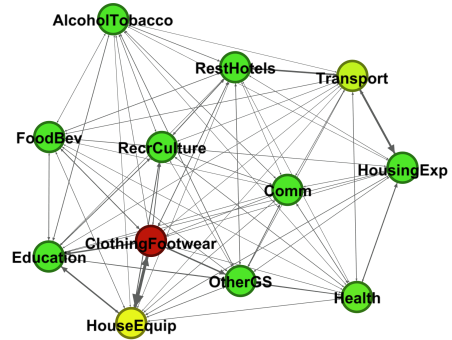 AlcoholTobacco
RestHotels
Transport
FoodBev
RecrCulture
HousingExp
Comm
ClothingFootwear
Education
OtherGS
Health
HouseEquip